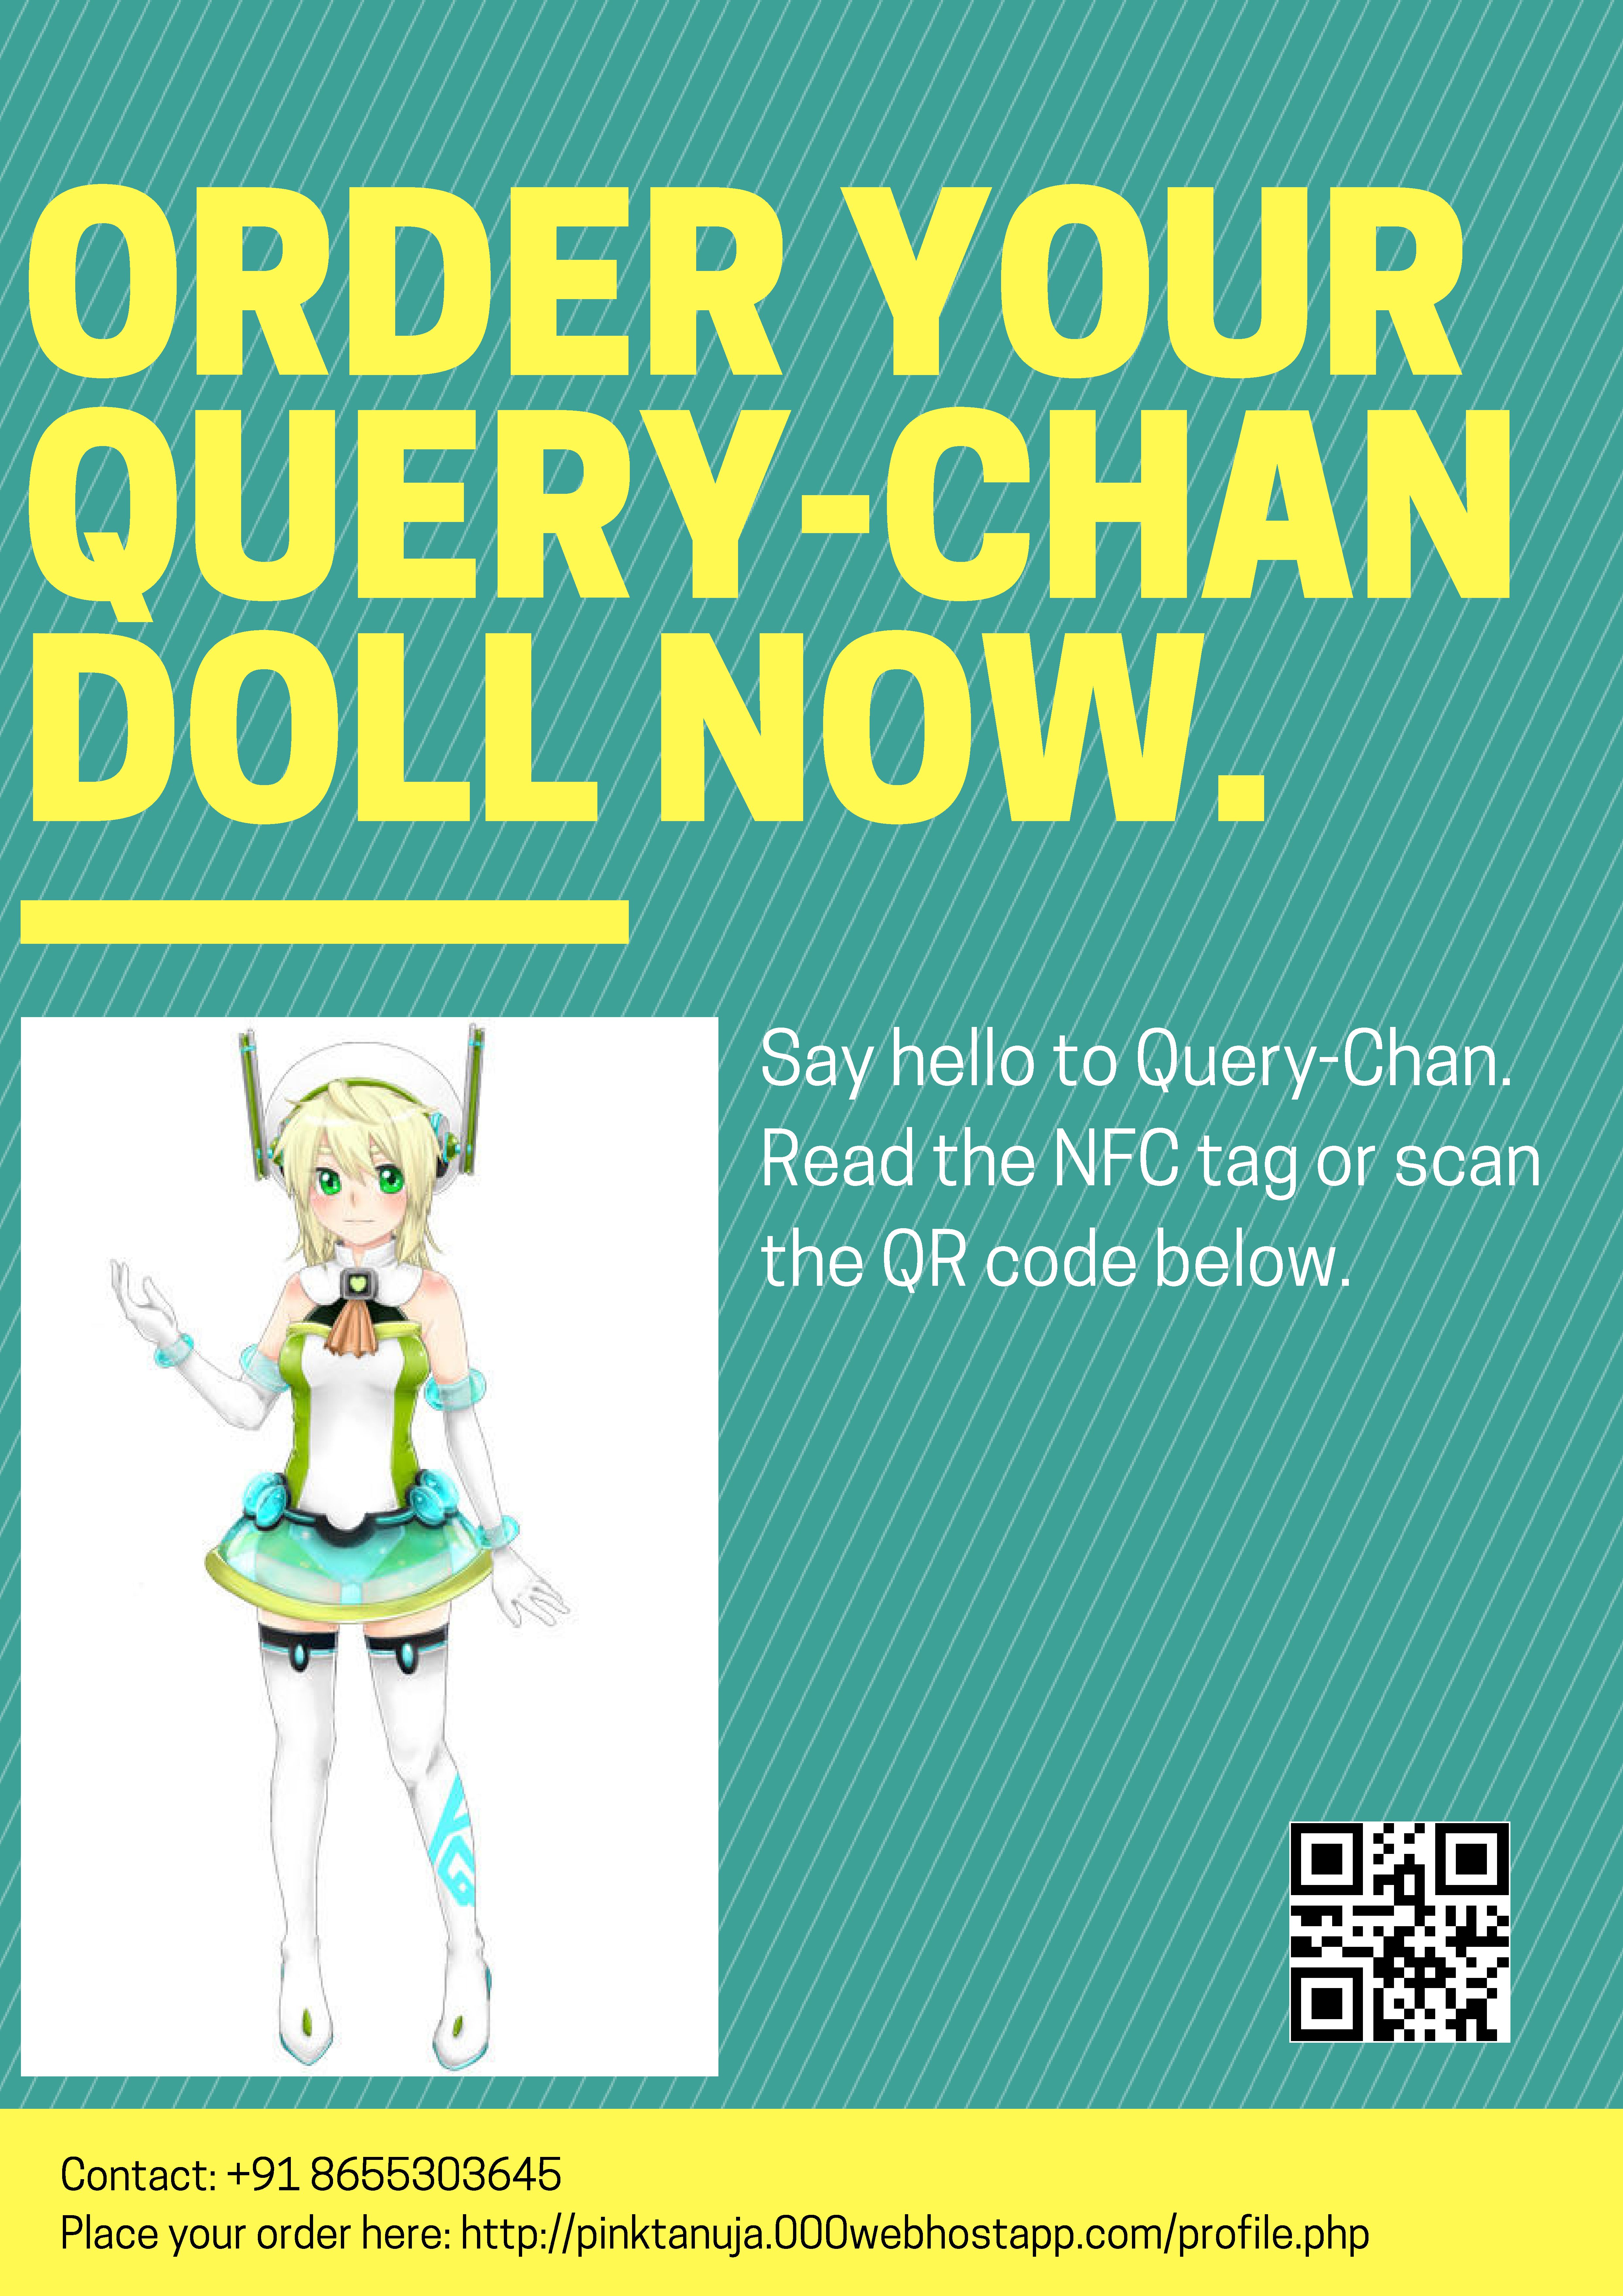 ORDER YOUR
QUERY-CHAN
DOLL NOW.
Say hello to Query-Chan.
Read the NFC tag or scan
the QR code below.
Contact: +91 8655303645
Place your order here: http://pinktanuja.000webhostapp.com/profile.php